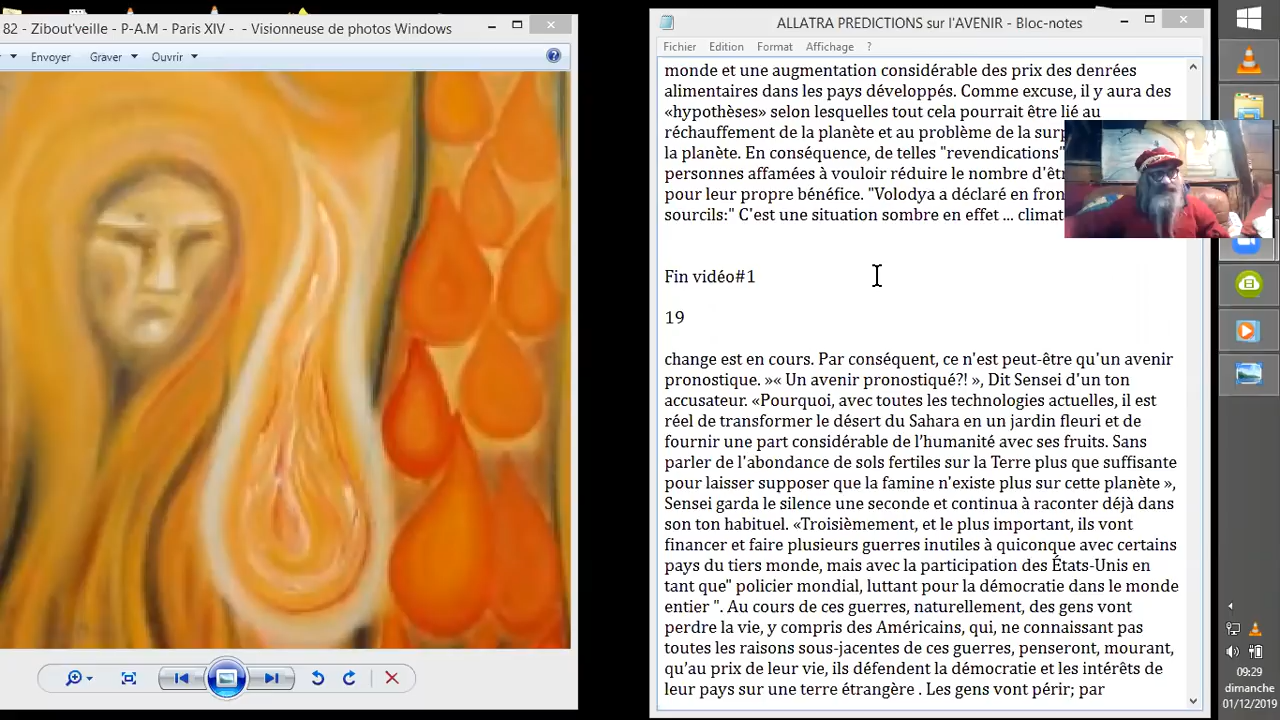 82 - Zibout'veille - P-A-M - Paris XIV - Visionneuse de photos Windows
Envoyer Graver Ouvrir
ALLATRA PREDICTIONS sur l'AVENIR - Bloc-notes
Fichier Edition Format Affichage ?
monde et une augmentation considérable des prix des denrées
alimentaires dans les pays développés. Comme excuse, il y aura des
«hypothèses» selon lesquelles tout cela pourrait être lié au
réchauffement de la planète et au problème de la surp
la planète. En conséquence, de telles "revendications"
personnes affamées à vouloir réduire le nombre d'êt
pour leur propre bénéfice. "Volodya a déclaré en fron
sourcils:" C'est une situation sombre en effet ... climat
Fin vidéo#1
19
change est en cours. Par conséquent, ce n'est peut-être qu'un avenir
pronostique. »« Un avenir pronostiqué?! », Dit Sensei d'un ton
accusateur. «Pourquoi, avec toutes les technologies actuelles, il est
réel de transformer le désert du Sahara en un jardin fleuri et de
fournir une part considérable de l'humanité avec ses fruits. Sans
parler de l'abondance de sols fertiles sur la Terre plus que suffisante
pour laisser supposer que la famine n'existe plus sur cette planète »,
Sensei garda le silence une seconde et continua à raconter déjà dans
son ton habituel. «Troisièmement, et le plus important, ils vont
financer et faire plusieurs guerres inutiles à quiconque avec certains
pays du tiers monde, mais avec la participation des États-Unis en
tant que" policier mondial, luttant pour la démocratie dans le monde
entier ". Au cours de ces guerres, naturellement, des gens vont
perdre la vie, y compris des Américains, qui, ne connaissant pas
toutes les raisons sous-jacentes de ces guerres, penseront, mourant,
qu'au prix de leur vie, ils défendent la démocratie et les intérêts de
leur pays sur une terre étrangère . Les gens vont périr; par
09:29
dimanche
01/12/2019